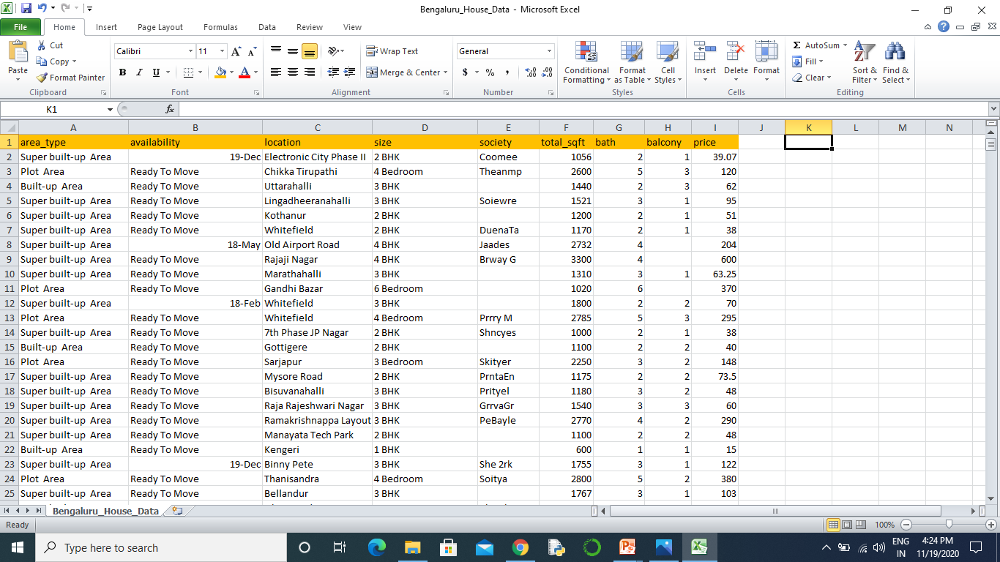 Bengaluru_House_Data - Microsoft Excel
File Home Insert Page Layout Formulas Data Review View
Paste Cut Copy Format Painter Clipboard
Calibri 11 B I U Font
Wrap Text Merge & Center Alignment
General $ % , Number
Conditional Formatting Format as Table Cell Styles Styles
Insert Delete Format Cells
Σ AutoSum Fill Clear Sort & Filter Find & Select Editing
K1 fx
A B C D E F G H I J K L M N
1 area_type availability location size society total_sqft bath balcony price
2 Super built-up Area 19-Dec Electronic City Phase II 2 BHK Coomee 1056 2 1 39.07
3 Plot Area Ready To Move Chikka Tirupathi 4 Bedroom Theanmp 2600 5 3 120
4 Built-up Area Ready To Move Uttarahalli 3 BHK 1440 2 3 62
5 Super built-up Area Ready To Move Lingadheeranahalli 3 BHK Soiewre 1521 3 1 95
6 Super built-up Area Ready To Move Kothanur 2 BHK 1200 2 1 51
7 Super built-up Area Ready To Move Whitefield 2 BHK DuenaTa 1170 2 1 38
8 Super built-up Area 18-May Old Airport Road 4 BHK Jaades 2732 4 204
9 Super built-up Area Ready To Move Rajaji Nagar 4 BHK Brway G 3300 4 600
10 Super built-up Area Ready To Move Marathahalli 3 BHK 1310 3 1 63.25
11 Plot Area Ready To Move Gandhi Bazar 6 Bedroom 1020 6 370
12 Super built-up Area 18-Feb Whitefield 3 BHK 1800 2 2 70
13 Plot Area Ready To Move Whitefield 4 Bedroom Prrry M 2785 5 3 295
14 Super built-up Area Ready To Move 7th Phase JP Nagar 2 BHK Shncyes 1000 2 1 38
15 Built-up Area Ready To Move Gottigere 2 BHK 1100 2 2 40
16 Plot Area Ready To Move Sarjapur 3 Bedroom Skityer 2250 3 2 148
17 Super built-up Area Ready To Move Mysore Road 2 BHK PrntaEn 1175 2 2 73.5
18 Super built-up Area Ready To Move Bisuvanahalli 3 BHK Prityel 1180 3 2 48
19 Super built-up Area Ready To Move Raja Rajeshwari Nagar 3 BHK GrrvaGr 1540 3 3 60
20 Super built-up Area Ready To Move Ramakrishnappa Layout 3 BHK PeBayle 2770 4 2 290
21 Super built-up Area Ready To Move Manayata Tech Park 2 BHK 1100 2 2 48
22 Built-up Area Ready To Move Kengeri 1 BHK 600 1 1 15
23 Super built-up Area 19-Dec Binny Pete 3 BHK She 2rk 1755 3 1 122
24 Plot Area Ready To Move Thanisandra 4 Bedroom Soitya 2800 5 2 380
25 Super built-up Area Ready To Move Bellandur 3 BHK 1767 3 1 103
Bengaluru_House_Data
Ready 100%
Type here to search
ENG 4:24 PM
IN 11/19/2020